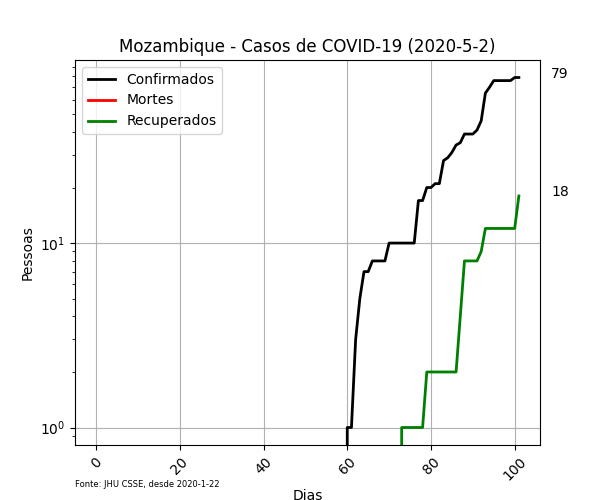 Mozambique - Casos de COVID-19 (2020-5-2)
Confirmados
Mortes
Recuperados
79
18
10¹
10⁰
Pessoas
0 20 40 60 80 100
Dias
Fonte: JHU CSSE, desde 2020-1-22